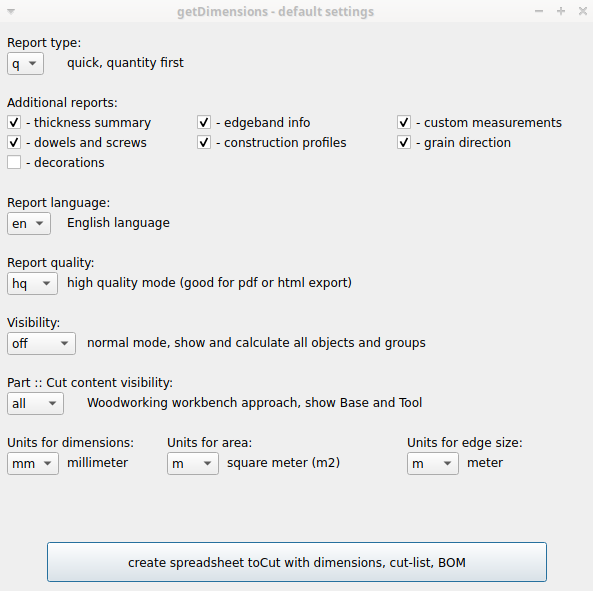 getDimensions - default settings
Report type:
q quick, quantity first
Additional reports:
- thickness summary - edgeband info - custom measurements
- dowels and screws - construction profiles - grain direction
- decorations
Report language:
en English language
Report quality:
hq high quality mode (good for pdf or html export)
Visibility:
off normal mode, show and calculate all objects and groups
Part :: Cut content visibility:
all Woodworking workbench approach, show Base and Tool
Units for dimensions: Units for area: Units for edge size:
mm millimeter m square meter (m2) m meter
create spreadsheet toCut with dimensions, cut-list, BOM